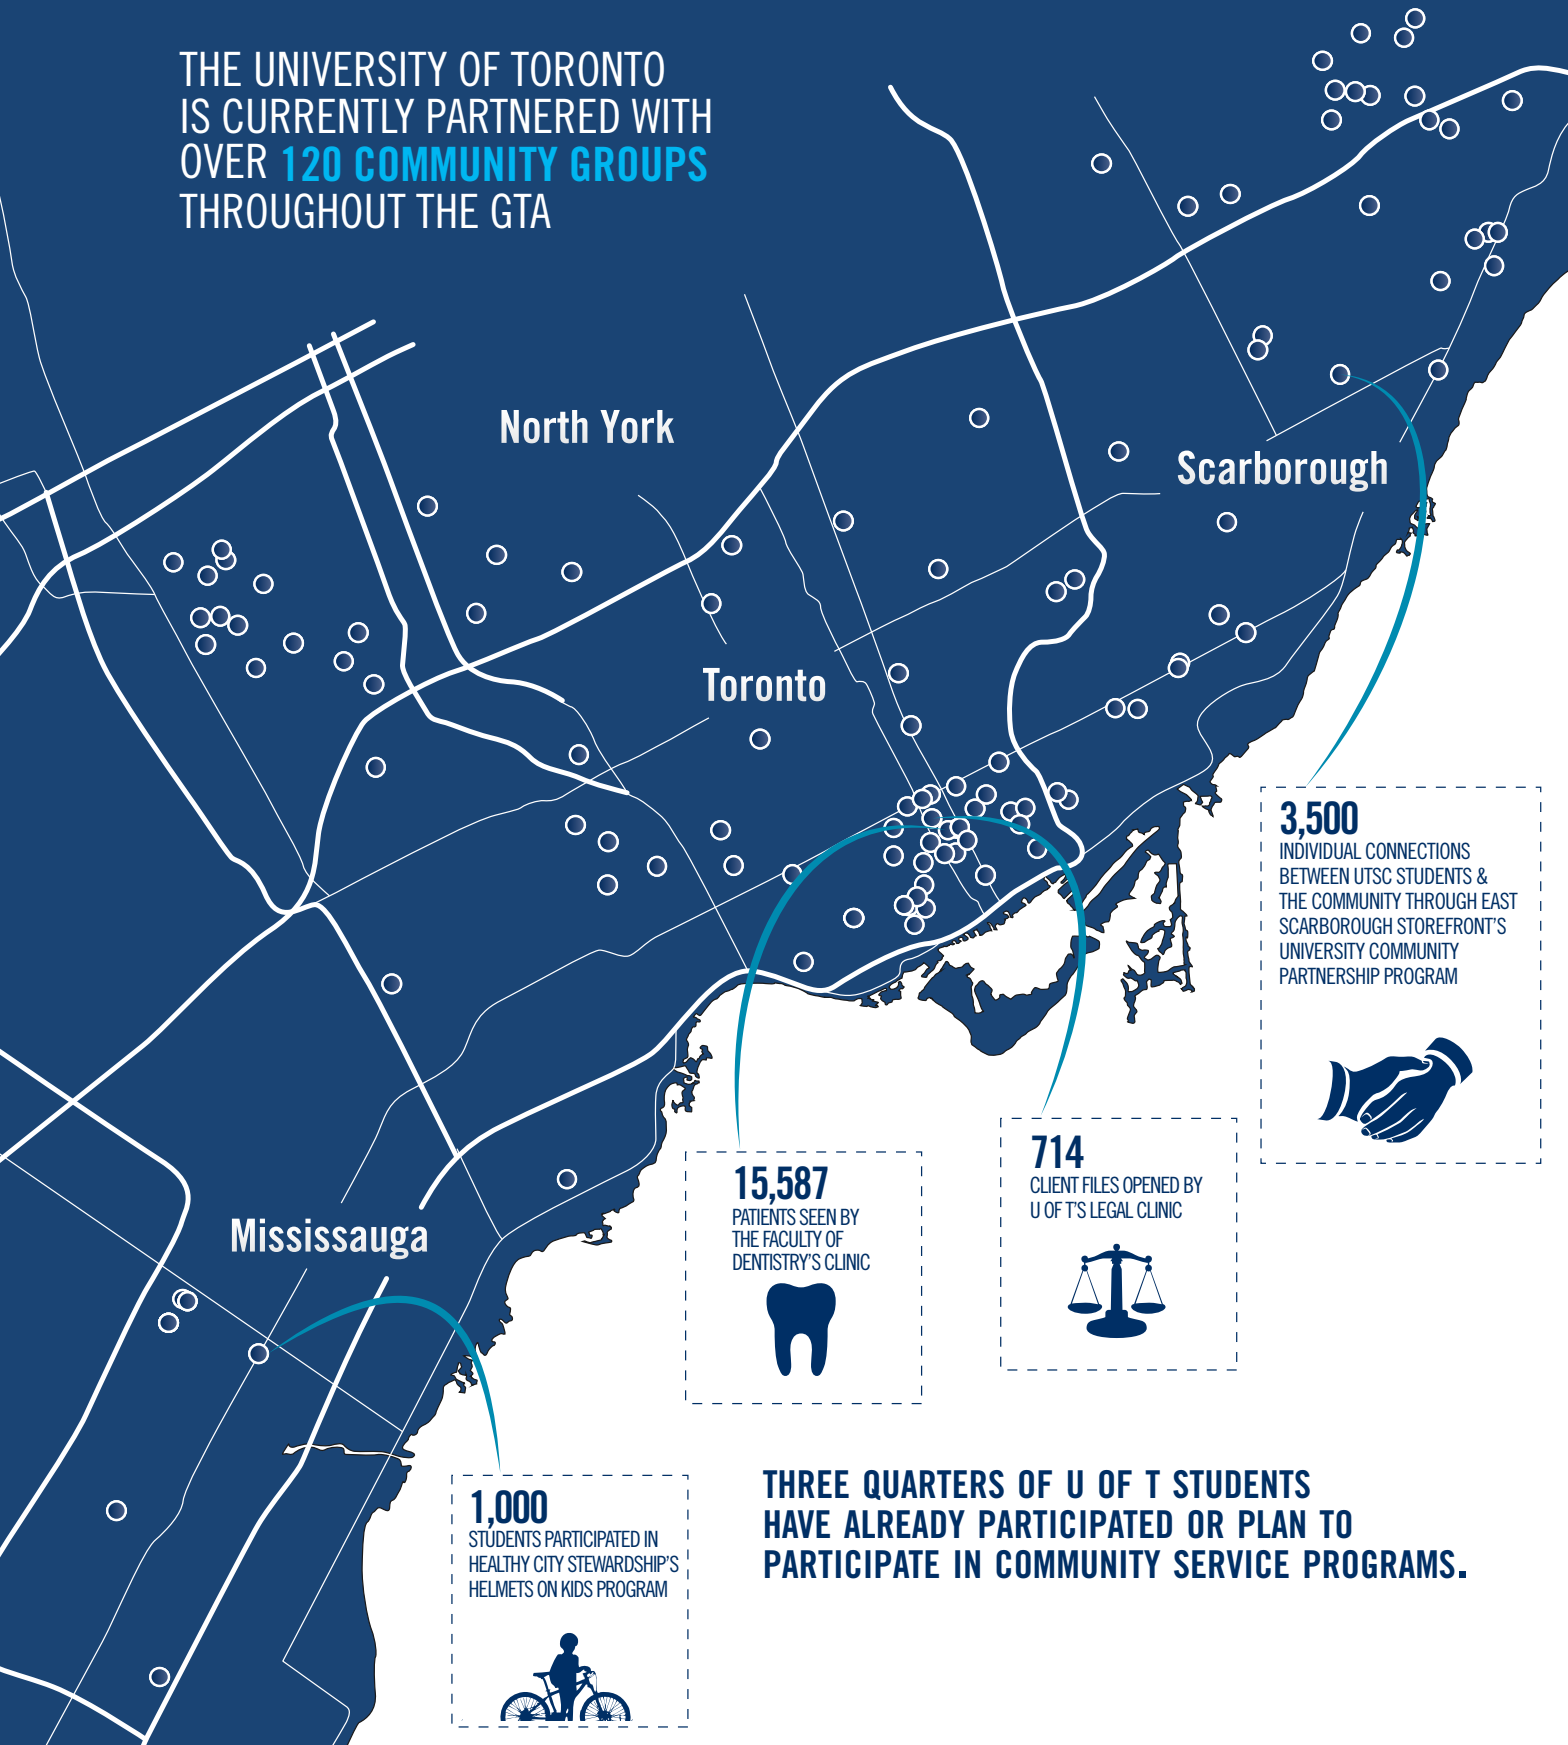 THE UNIVERSITY OF TORONTO
IS CURRENTLY PARTNERED WITH
OVER 120 COMMUNITY GROUPS
THROUGHOUT THE GTA
North York
Scarborough
Toronto
3,500
INDIVIDUAL CONNECTIONS
BETWEEN UTSC STUDENTS &
THE COMMUNITY THROUGH EAST
SCARBOROUGH STOREFRONT'S
UNIVERSITY COMMUNITY
PARTNERSHIP PROGRAM
714
CLIENT FILES OPENED BY
U OF T'S LEGAL CLINIC
15,587
PATIENTS SEEN BY
THE FACULTY OF
DENTISTRY'S CLINIC
Mississauga
1,000
STUDENTS PARTICIPATED IN
HEALTHY CITY STEWARDSHIP'S
HELMETS ON KIDS PROGRAM
THREE QUARTERS OF U OF T STUDENTS
HAVE ALREADY PARTICIPATED OR PLAN TO
PARTICIPATE IN COMMUNITY SERVICE PROGRAMS.